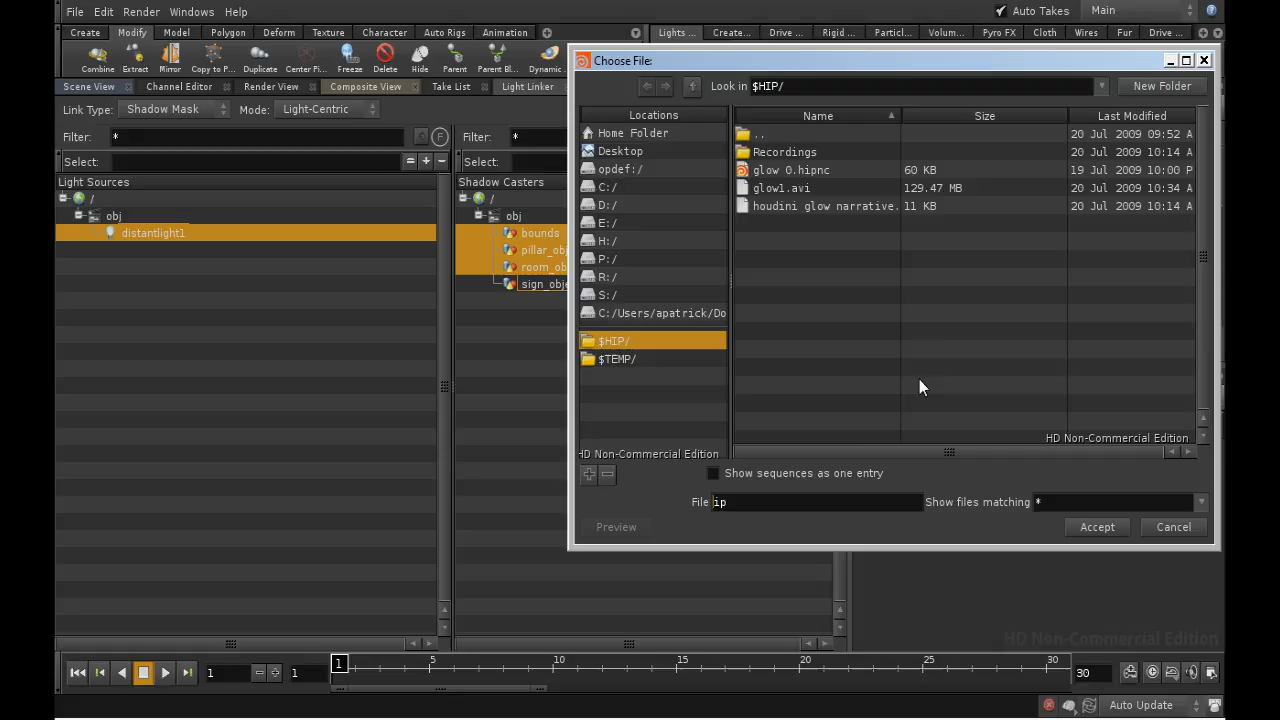 File Edit Render Windows Help Auto Takes Main
Create Modify Model Polygon Deform Texture Character Auto Rigs Animation Lights ... Create... Drive ... Rigid ... Particl... Volum... Pyro FX Cloth Wires Fur Drive ...
Combine Extract Mirror Copy to P... Duplicate Center Pi... Freeze Delete Hide Parent Parent Bl... Dynamic
Choose File:
Scene View Channel Editor Render View Composite View Take List Light Linker
Look in $HIP/ New Folder
Link Type: Shadow Mask Mode: Light-Centric
Filter: * F Filter: *
Select: = + − Select:
Light Sources Shadow Casters
/ /
obj obj
distantlight1 bounds
pillar_obj
room_ob
sign_obje
Locations Name Size Last Modified
Home Folder .. 20 Jul 2009 09:52 A
Desktop Recordings 20 Jul 2009 10:14 A
opdef:/ glow 0.hipnc 60 KB 19 Jul 2009 10:00 P
C:/ glow1.avi 129.47 MB 20 Jul 2009 10:34 A
D:/ houdini glow narrative. 11 KB 20 Jul 2009 10:14 A
E:/
H:/
P:/
R:/
S:/
C:/Users/apatrick/Do
$HIP/
$TEMP/
HD Non-Commercial Edition
HD Non-Commercial Edition
Show sequences as one entry
File ip Show files matching *
Preview Accept Cancel
HD Non-Commercial Edition
1 1 1 5 10 15 20 25 30 30
Auto Update